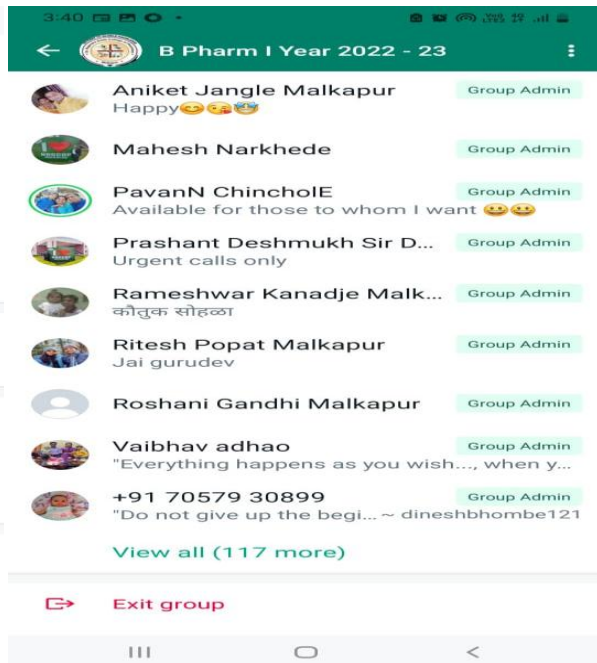 3:40
B Pharm I Year 2022 - 23
Aniket Jangle Malkapur Group Admin
Happy😊😘🤩
Mahesh Narkhede Group Admin
PavanN ChincholE Group Admin
Available for those to whom I want 😀😀
Prashant Deshmukh Sir D... Group Admin
Urgent calls only
Rameshwar Kanadje Malk... Group Admin
कौतुक सोहळा
Ritesh Popat Malkapur Group Admin
Jai gurudev
Roshani Gandhi Malkapur Group Admin
Vaibhav adhao Group Admin
"Everything happens as you wish..., when y...
+91 70579 30899 Group Admin
"Do not give up the begi... ~ dineshbhombe121
View all (117 more)
Exit group